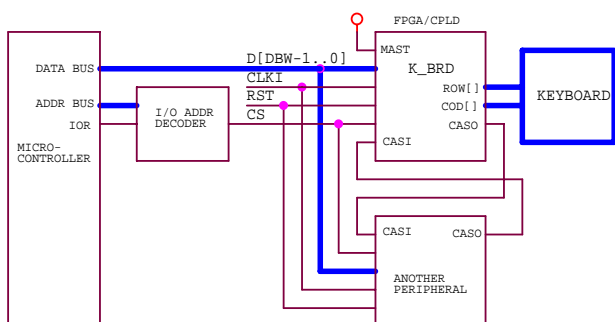 FPGA/CPLD
MAST
D[DBW-1..0]
DATA BUS
K_BRD
CLKI
ROW[]
KEYBOARD
ADDR BUS
RST
COD[]
I/O ADDR
DECODER
IOR
CS
CASO
MICRO-
CONTROLLER
CASI
CASI
CASO
ANOTHER
PERIPHERAL